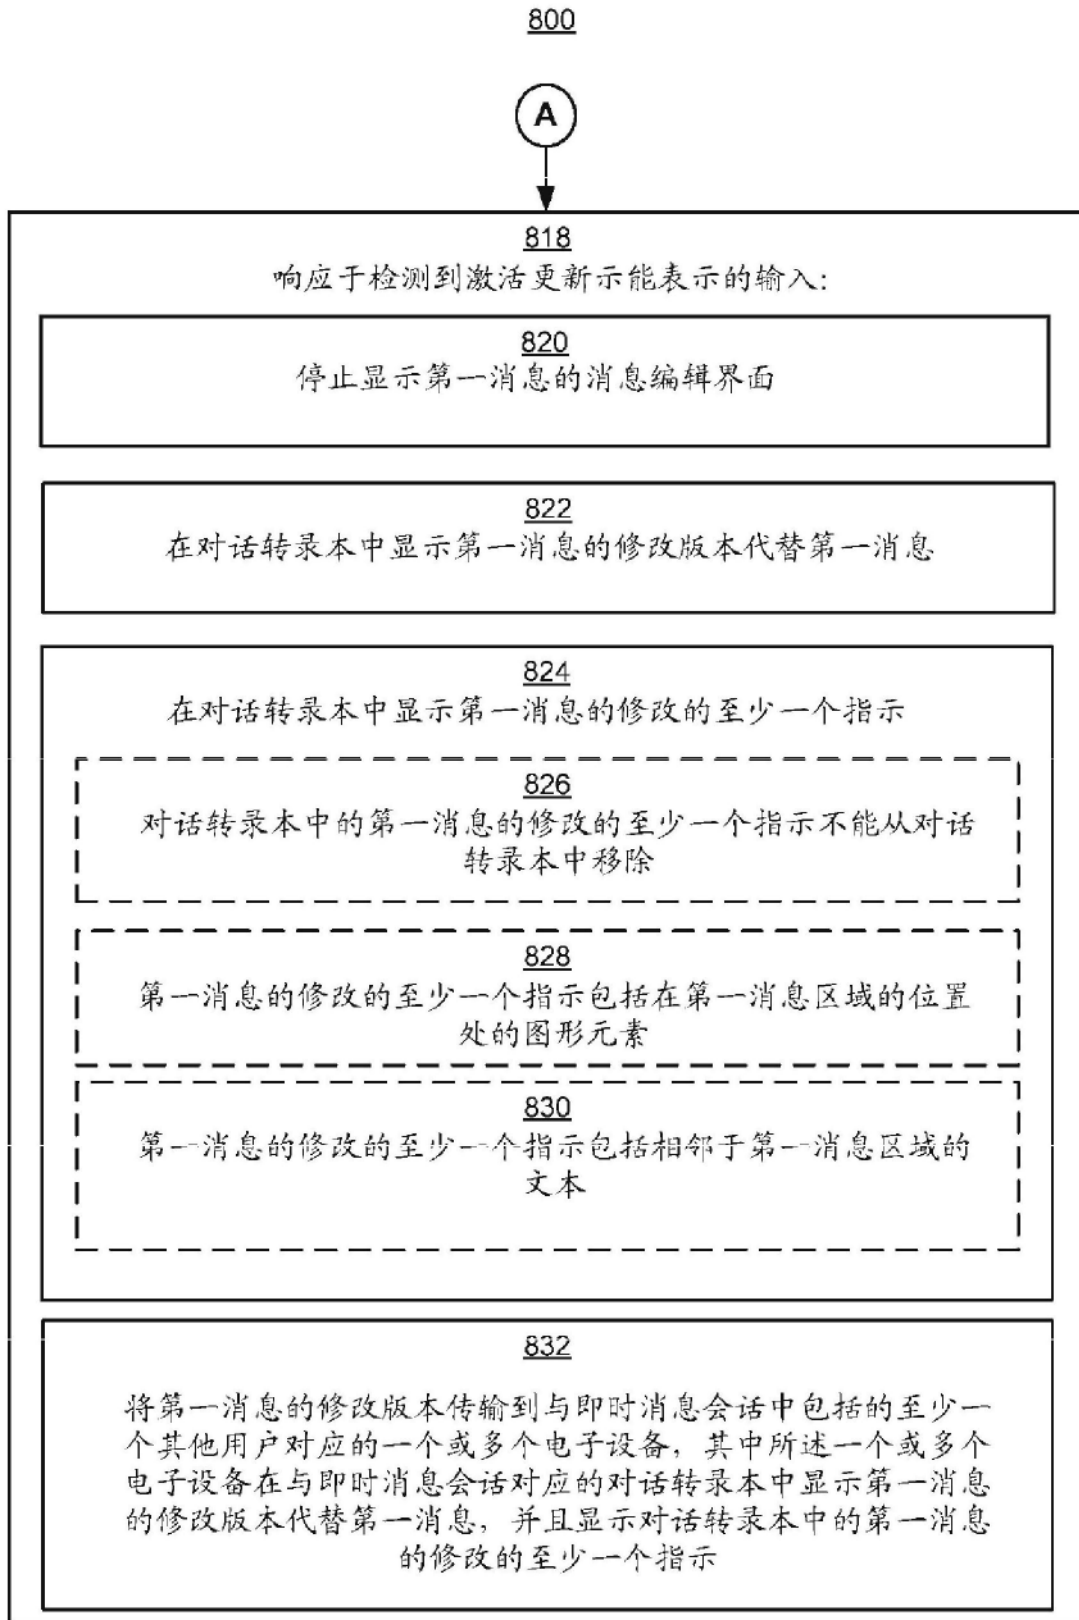 800
A
818
响应于检测到激活更新示能表示的输入:
820
停止显示第一消息的消息编辑界面
822
在对话转录本中显示第一消息的修改版本代替第一消息
824
在对话转录本中显示第一消息的修改的至少一个指示
826
对话转录本中的第一消息的修改的至少一个指示不能从对话
转录本中移除
828
第一消息的修改的至少一个指示包括在第一消息区域的位置
处的图形元素
830
第一消息的修改的至少一个指示包括相邻于第一消息区域的
文本
832
将第一消息的修改版本传输到与即时消息会话中包括的至少一
个其他用户对应的一个或多个电子设备，其中所述一个或多个
电子设备在与即时消息会话对应的对话转录本中显示第一消息
的修改版本代替第一消息，并且显示对话转录本中的第一消息
的修改的至少一个指示